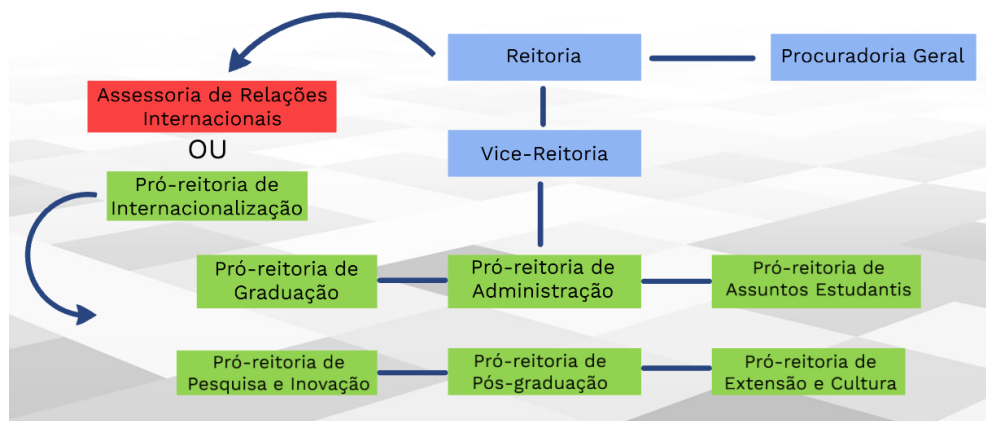 Reitoria
Procuradoria Geral
Assessoria de Relações
Internacionais
OU
Vice-Reitoria
Pró-reitoria de
Internacionalização
Pró-reitoria de
Graduação
Pró-reitoria de
Administração
Pró-reitoria de
Assuntos Estudantis
Pró-reitoria de
Pesquisa e Inovação
Pró-reitoria de
Pós-graduação
Pró-reitoria de
Extensão e Cultura